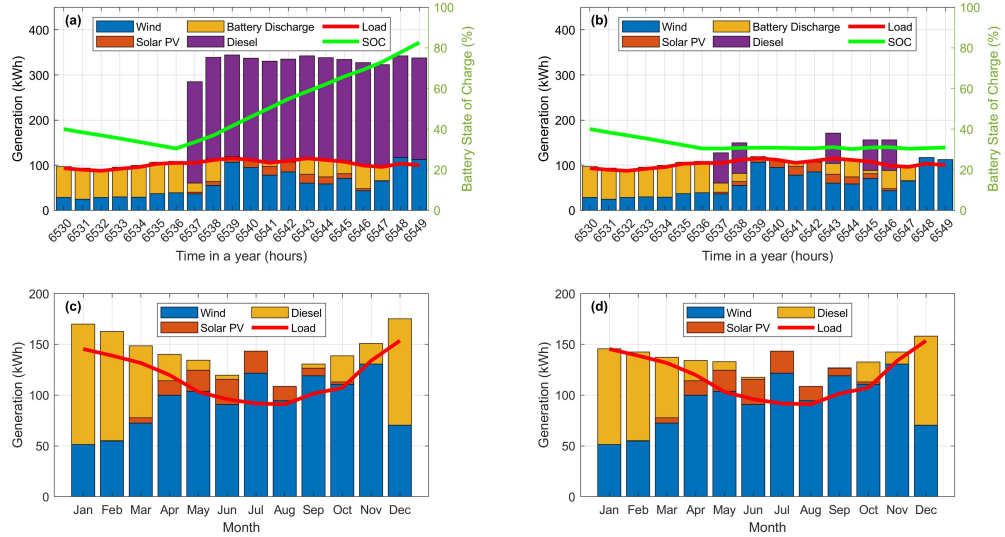 (a)
Wind
Battery Discharge
Load
Solar PV
Diesel
SOC
Generation (kWh)
0
100
200
300
400
Battery State of Charge (%)
0
20
40
60
80
100
6530
6531
6532
6533
6534
6535
6536
6537
6538
6539
6540
6541
6542
6543
6544
6545
6546
6547
6548
6549
Time in a year (hours)
(b)
Wind
Battery Discharge
Load
Solar PV
Diesel
SOC
Generation (kWh)
0
100
200
300
400
Battery State of Charge (%)
0
20
40
60
80
100
6530
6531
6532
6533
6534
6535
6536
6537
6538
6539
6540
6541
6542
6543
6544
6545
6546
6547
6548
6549
Time in a year (hours)
(c)
Wind
Diesel
Solar PV
Load
Generation (kWh)
0
50
100
150
200
Jan Feb Mar Apr May Jun Jul Aug Sep Oct Nov Dec
Month
(d)
Wind
Diesel
Solar PV
Load
Generation (kWh)
0
50
100
150
200
Jan Feb Mar Apr May Jun Jul Aug Sep Oct Nov Dec
Month